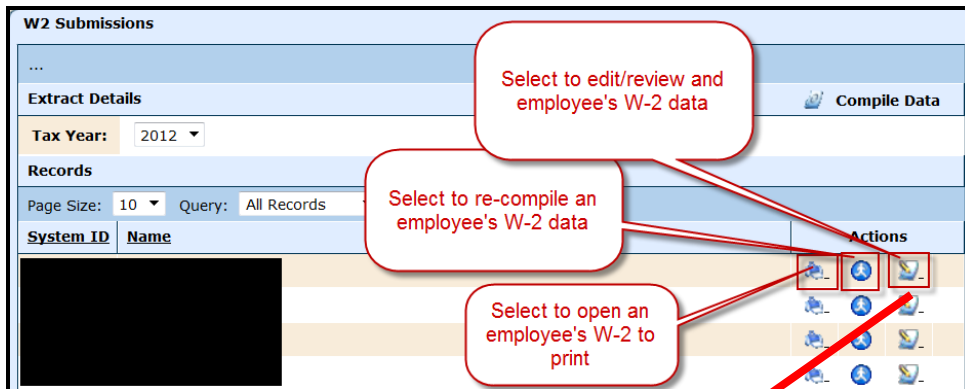 W2 Submissions
...
Extract Details
Compile Data
Tax Year: 2012
Records
Page Size: 10 Query: All Records
System ID Name Actions
Select to edit/review and
employee's W-2 data
Select to re-compile an
employee's W-2 data
Select to open an
employee's W-2 to
print